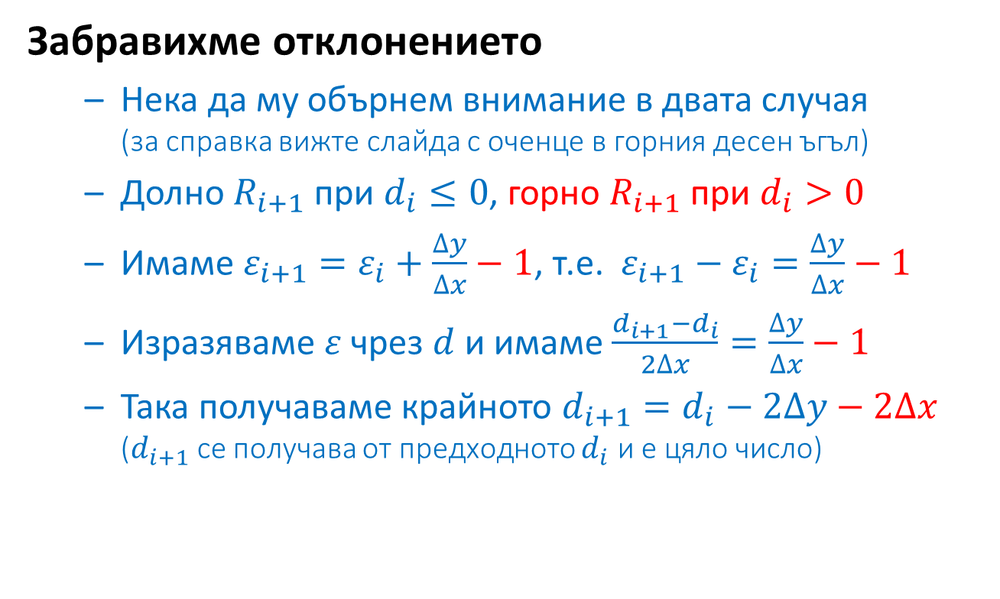 Забравихме отклонението
– Нека да му обърнем внимание в двата случая
(за справка вижте слайда с оченце в горния десен ъгъл)
– Долно $R_{i+1}$ при $d_i \leq 0$, горно $R_{i+1}$ при $d_i > 0$
– Имаме $\varepsilon_{i+1} = \varepsilon_i + \frac{\Delta y}{\Delta x} - 1$, т.е. $\varepsilon_{i+1} - \varepsilon_i = \frac{\Delta y}{\Delta x} - 1$
– Изразяваме $\varepsilon$ чрез $d$ и имаме $\frac{d_{i+1} - d_i}{2\Delta x} = \frac{\Delta y}{\Delta x} - 1$
– Така получаваме крайното $d_{i+1} = d_i - 2\Delta y - 2\Delta x$
($d_{i+1}$ се получава от предходното $d_i$ и е цяло число)